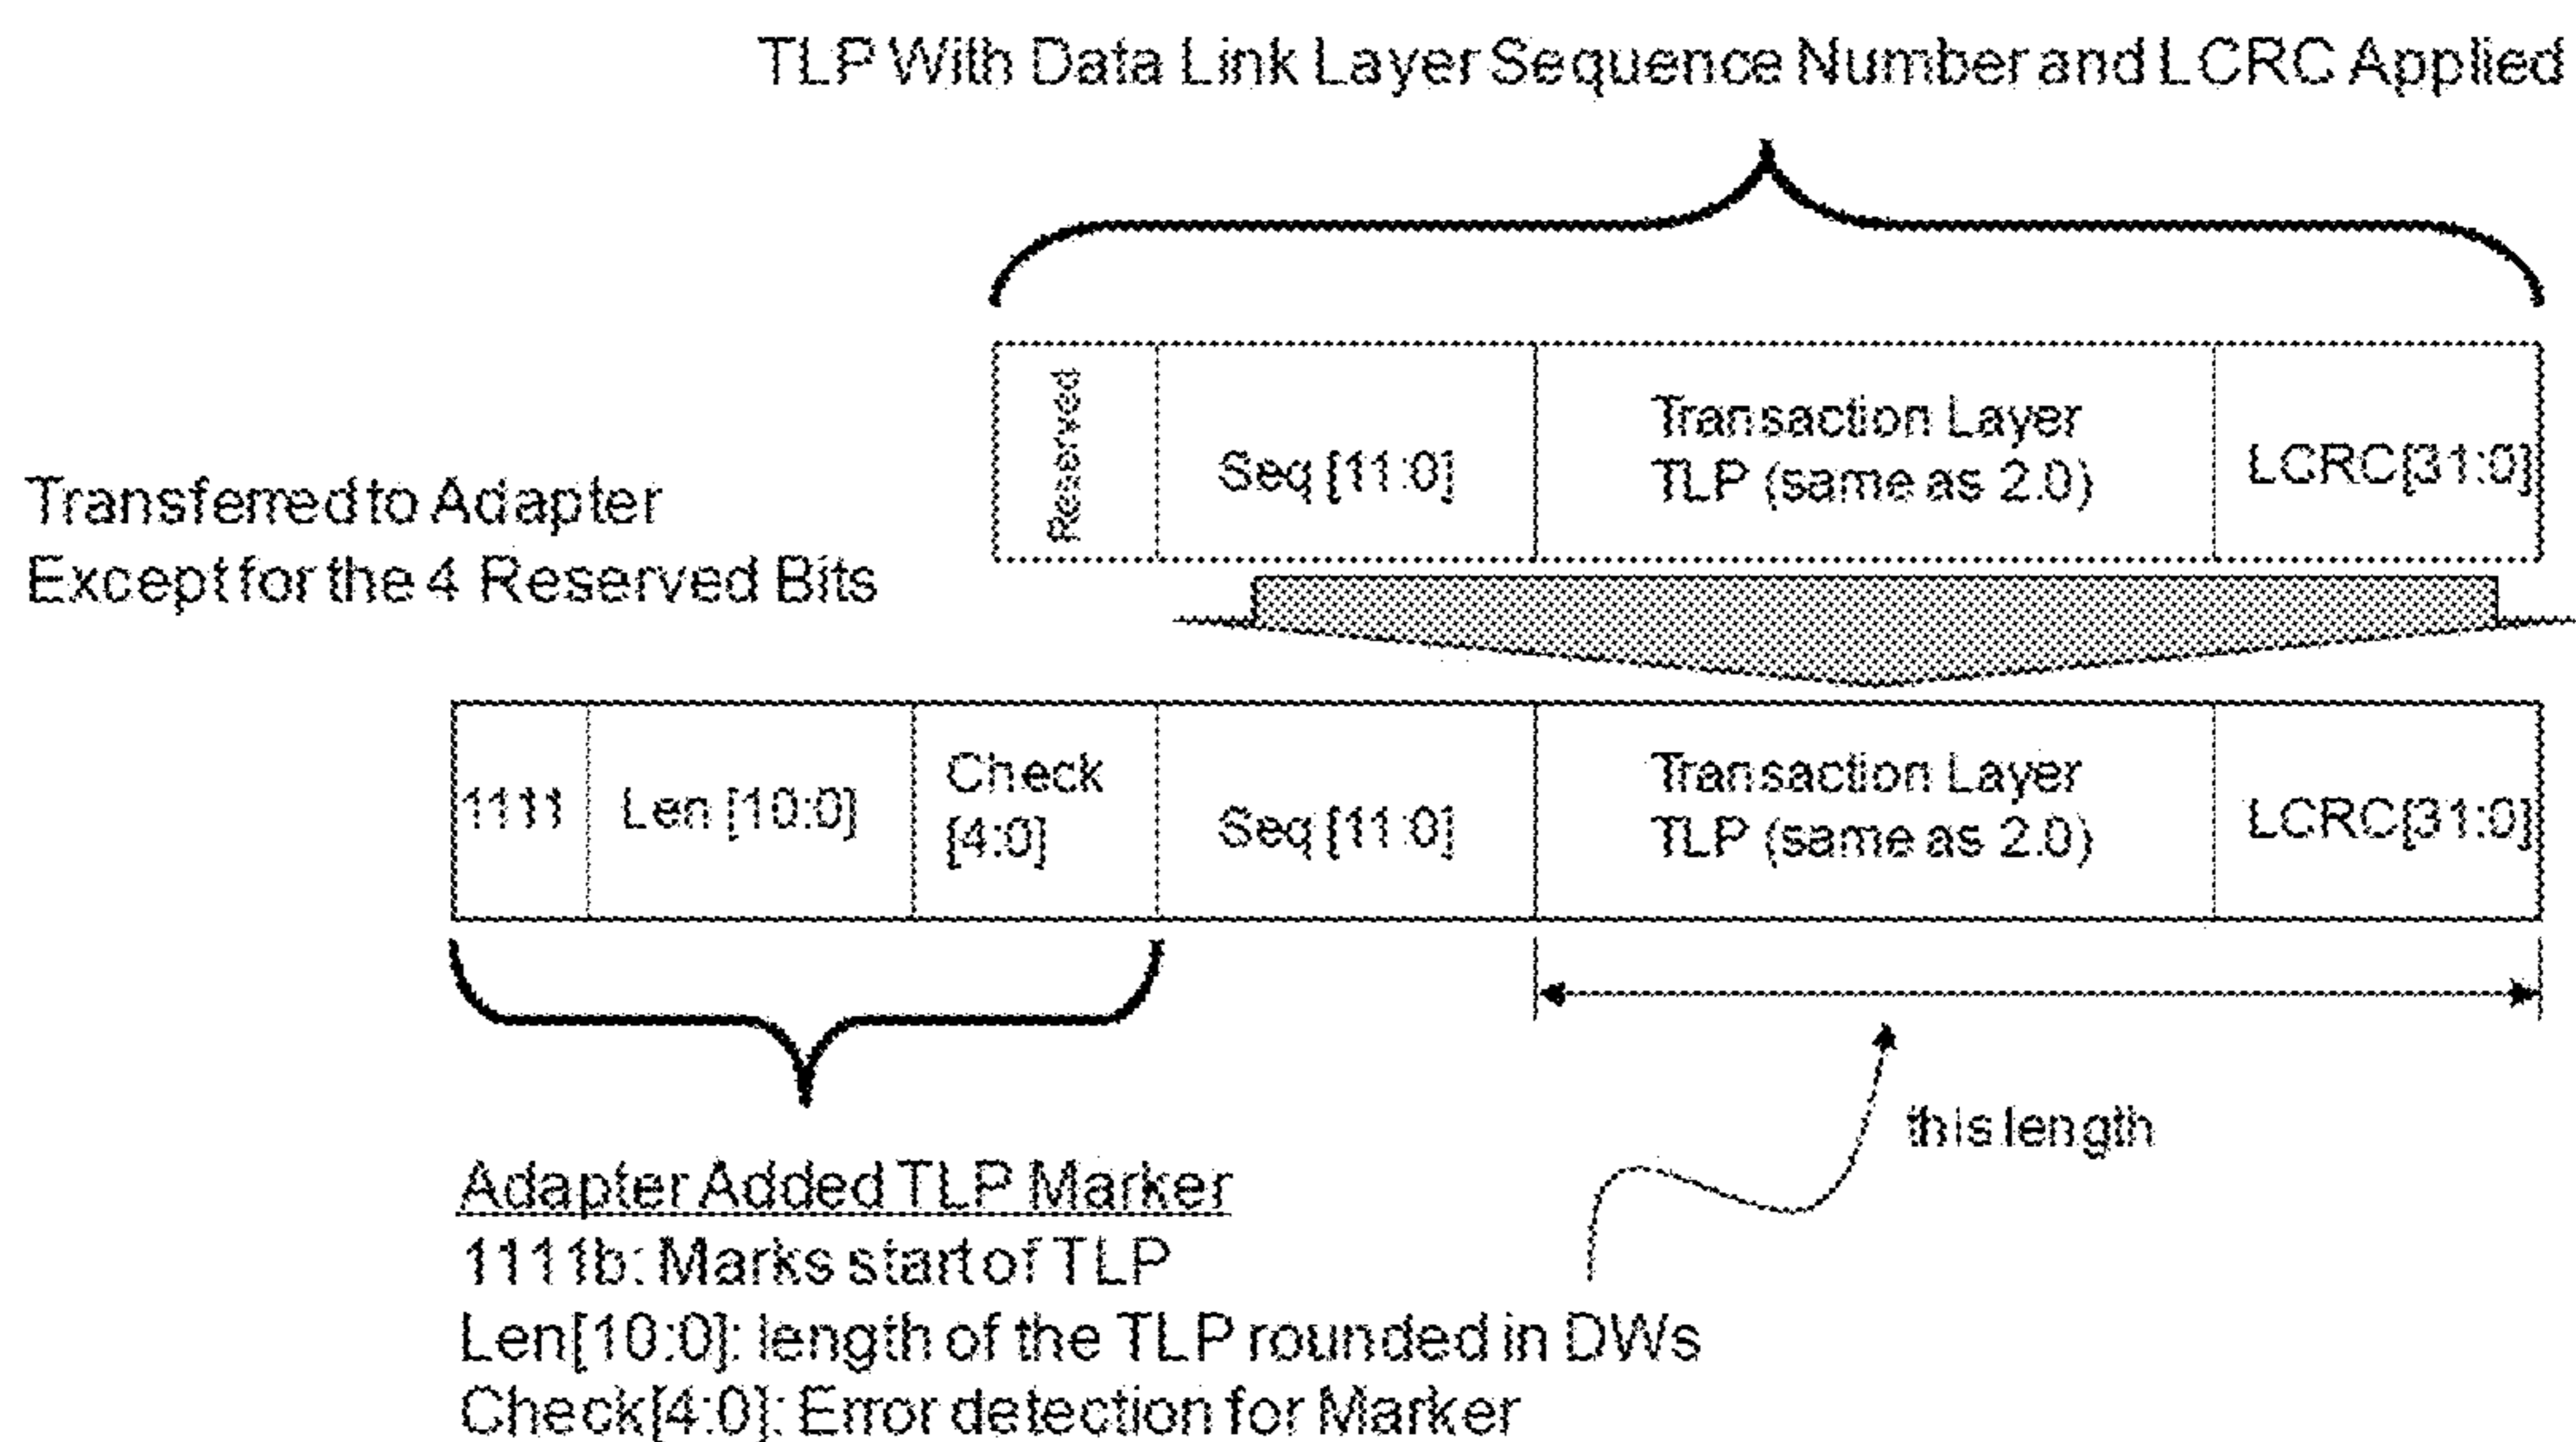 TLP With Data Link Layer Sequence Number and LCRC Applied
Reserved
Seq [11:0]
Transaction Layer
TLP (same as 2.0)
LCRC[31:0]
Transferred to Adapter
Except for the 4 Reserved Bits
1111
Len [10:0]
Check
[4:0]
Seq [11:0]
Transaction Layer
TLP (same as 2.0)
LCRC[31:0]
this length
Adapter Added TLP Marker
1111b: Marks start of TLP
Len[10:0]: length of the TLP rounded in DWs
Check[4:0]: Error detection for Marker